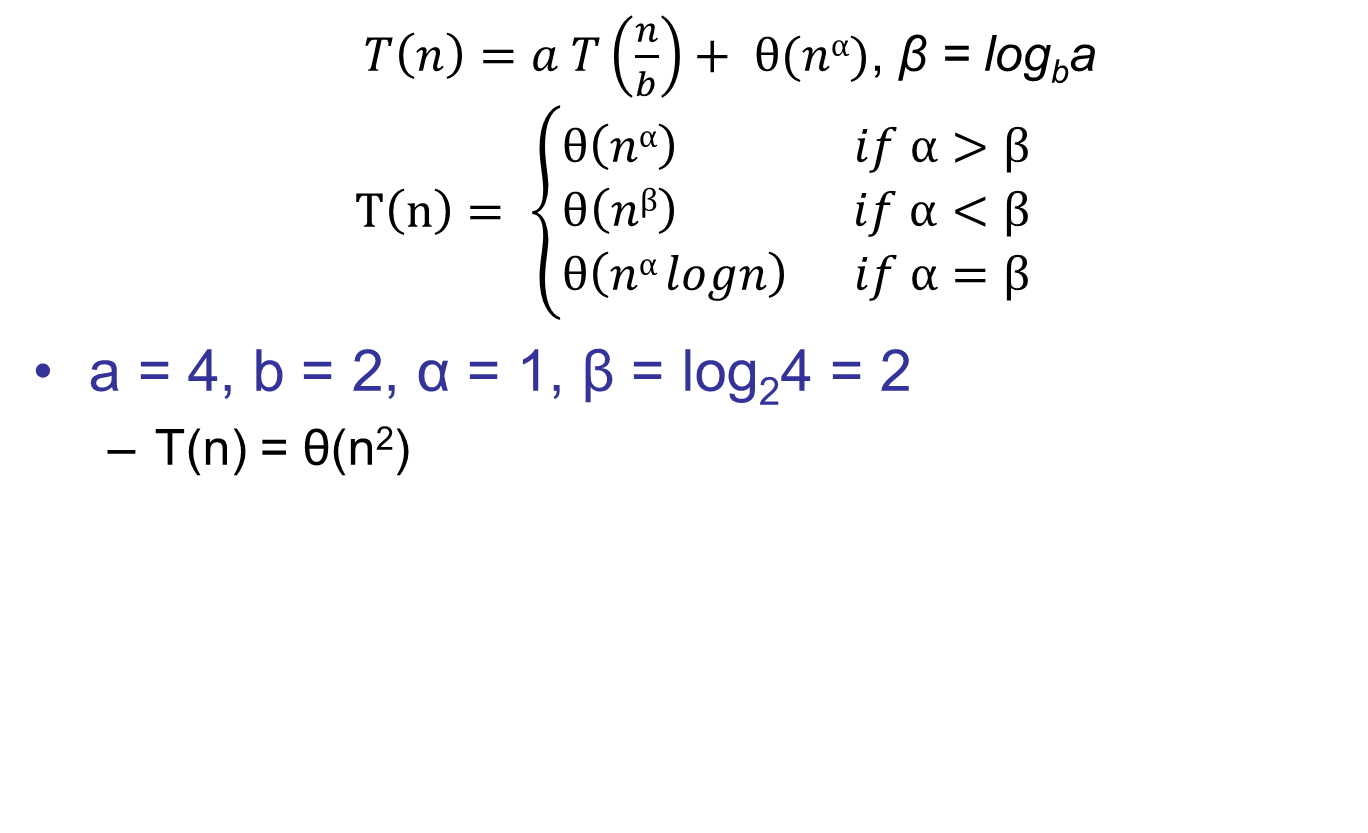 T(n) = a T(n/b) + θ(n^α), β = log_b a
T(n) = { θ(n^α) if α > β
θ(n^β) if α < β
θ(n^α logn) if α = β
• a = 4, b = 2, α = 1, β = log₂4 = 2
– T(n) = θ(n²)